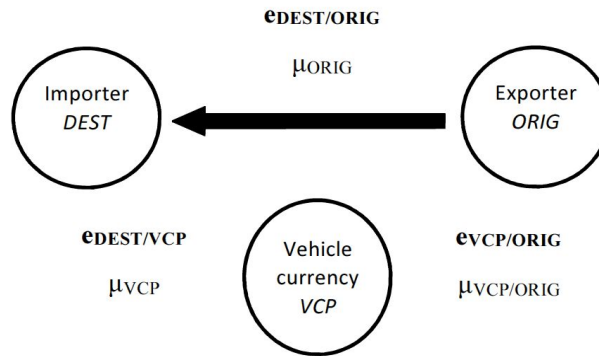 eDEST/ORIG
μORIG
Importer
DEST
Exporter
ORIG
eDEST/VCP
μVCP
Vehicle
currency
VCP
eVCP/ORIG
μVCP/ORIG